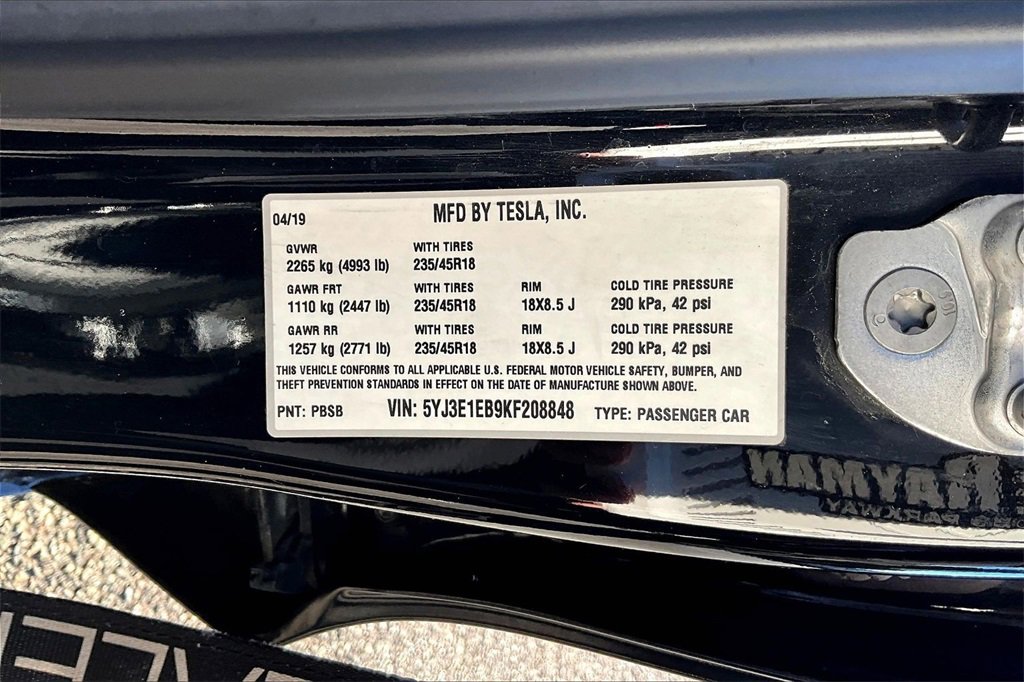 04/19 MFD BY TESLA, INC.
GVWR WITH TIRES
2265 kg (4993 lb) 235/45R18
GAWR FRT WITH TIRES RIM COLD TIRE PRESSURE
1110 kg (2447 lb) 235/45R18 18X8.5 J 290 kPa, 42 psi
GAWR RR WITH TIRES RIM COLD TIRE PRESSURE
1257 kg (2771 lb) 235/45R18 18X8.5 J 290 kPa, 42 psi
THIS VEHICLE CONFORMS TO ALL APPLICABLE U.S. FEDERAL MOTOR VEHICLE SAFETY, BUMPER, AND
THEFT PREVENTION STANDARDS IN EFFECT ON THE DATE OF MANUFACTURE SHOWN ABOVE.
PNT: PBSB VIN: 5YJ3E1EB9KF208848 TYPE: PASSENGER CAR
HAYMAN
PARKWAY